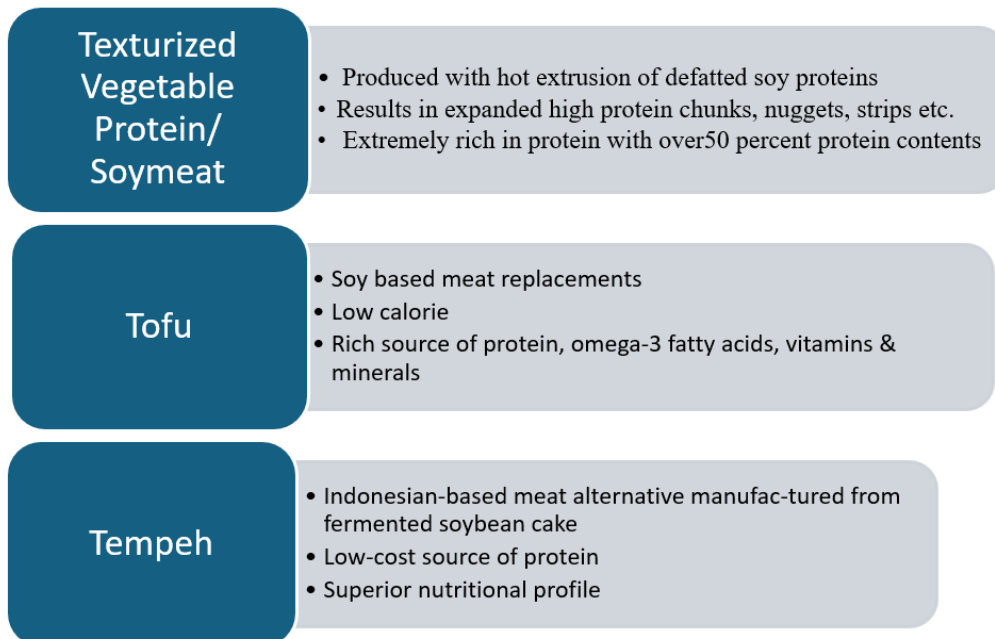 Texturized
Vegetable
Protein/
Soymeat
• Produced with hot extrusion of defatted soy proteins
• Results in expanded high protein chunks, nuggets, strips etc.
• Extremely rich in protein with over50 percent protein contents
Tofu
• Soy based meat replacements
• Low calorie
• Rich source of protein, omega-3 fatty acids, vitamins &
minerals
Tempeh
• Indonesian-based meat alternative manufac-tured from
fermented soybean cake
• Low-cost source of protein
• Superior nutritional profile